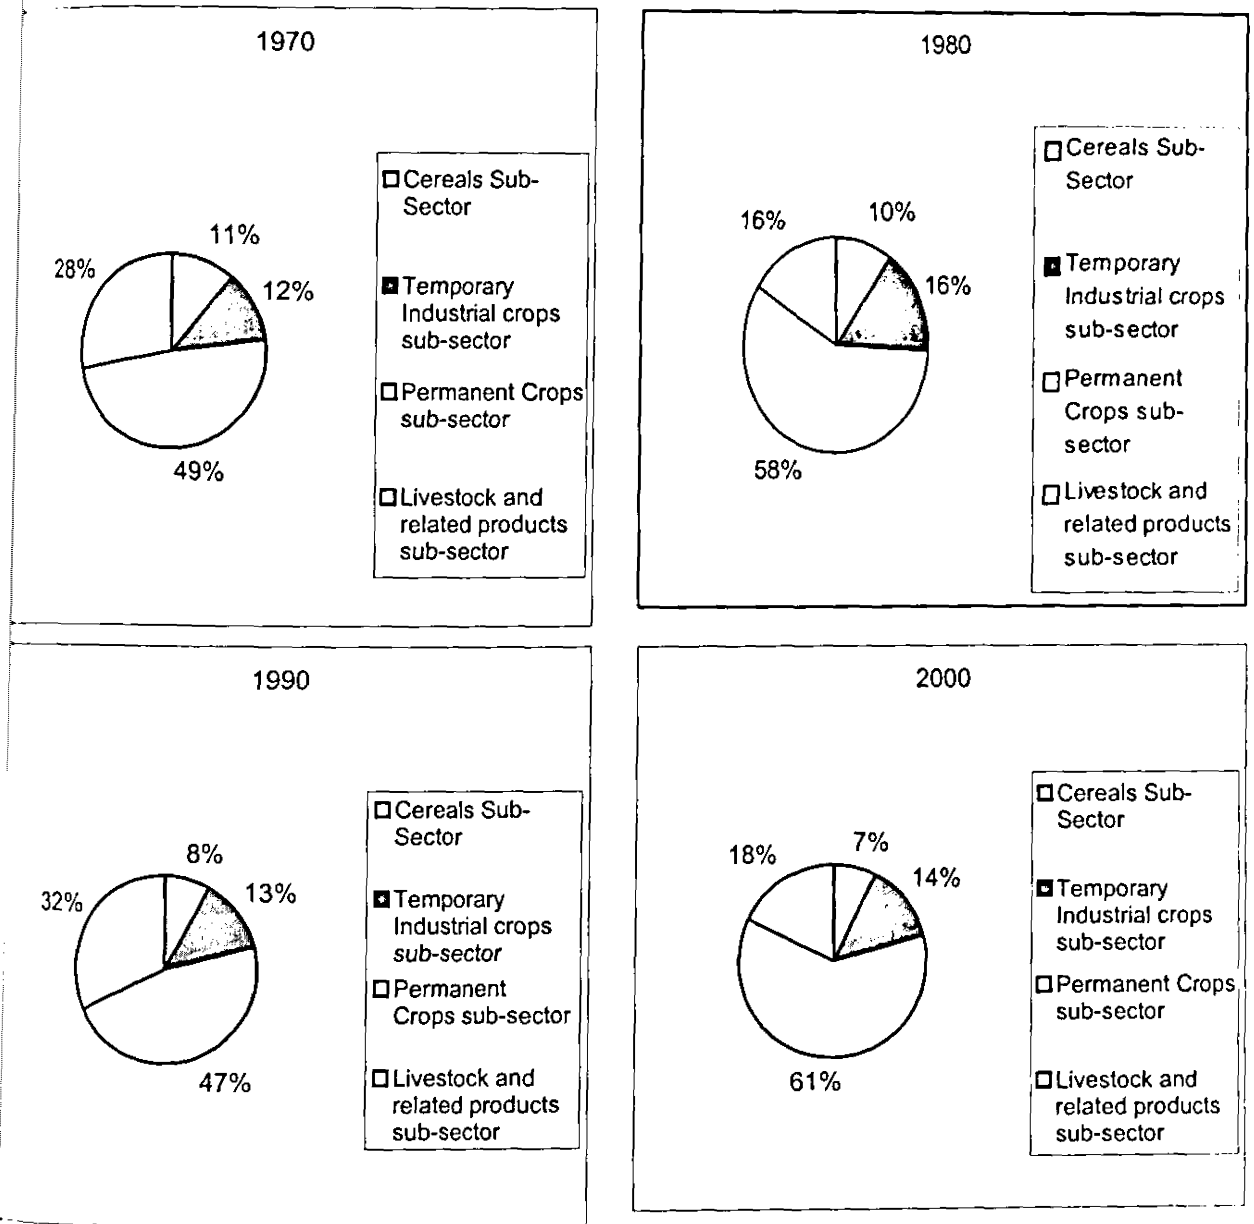 1970
11%
28%
12%
49%
Cereals Sub-
Sector
Temporary
Industrial crops
sub-sector
Permanent Crops
sub-sector
Livestock and
related products
sub-sector
1980
16%
10%
16%
58%
Cereals Sub-
Sector
Temporary
Industrial crops
sub-sector
Permanent
Crops sub-
sector
Livestock and
related products
sub-sector
1990
8%
32%
13%
47%
Cereals Sub-
Sector
Temporary
Industrial crops
sub-sector
Permanent
Crops sub-sector
Livestock and
related products
sub-sector
2000
7%
18%
14%
61%
Cereals Sub-
Sector
Temporary
Industrial crops
sub-sector
Permanent Crops
sub-sector
Livestock and
related products
sub-sector